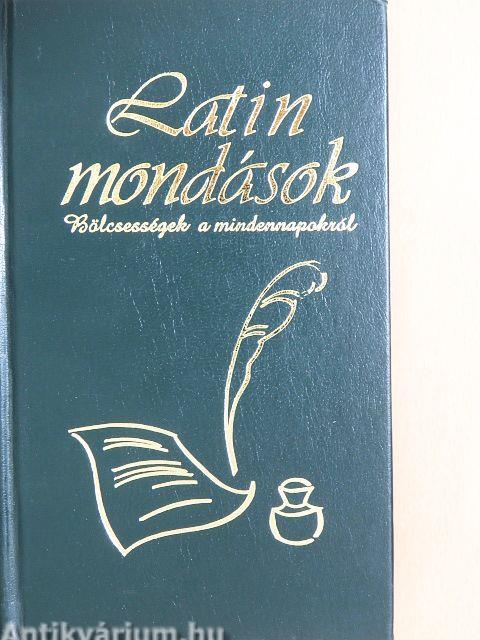 Latin
mondások
Bölcsességek a mindennapokról
Antikvárium.hu